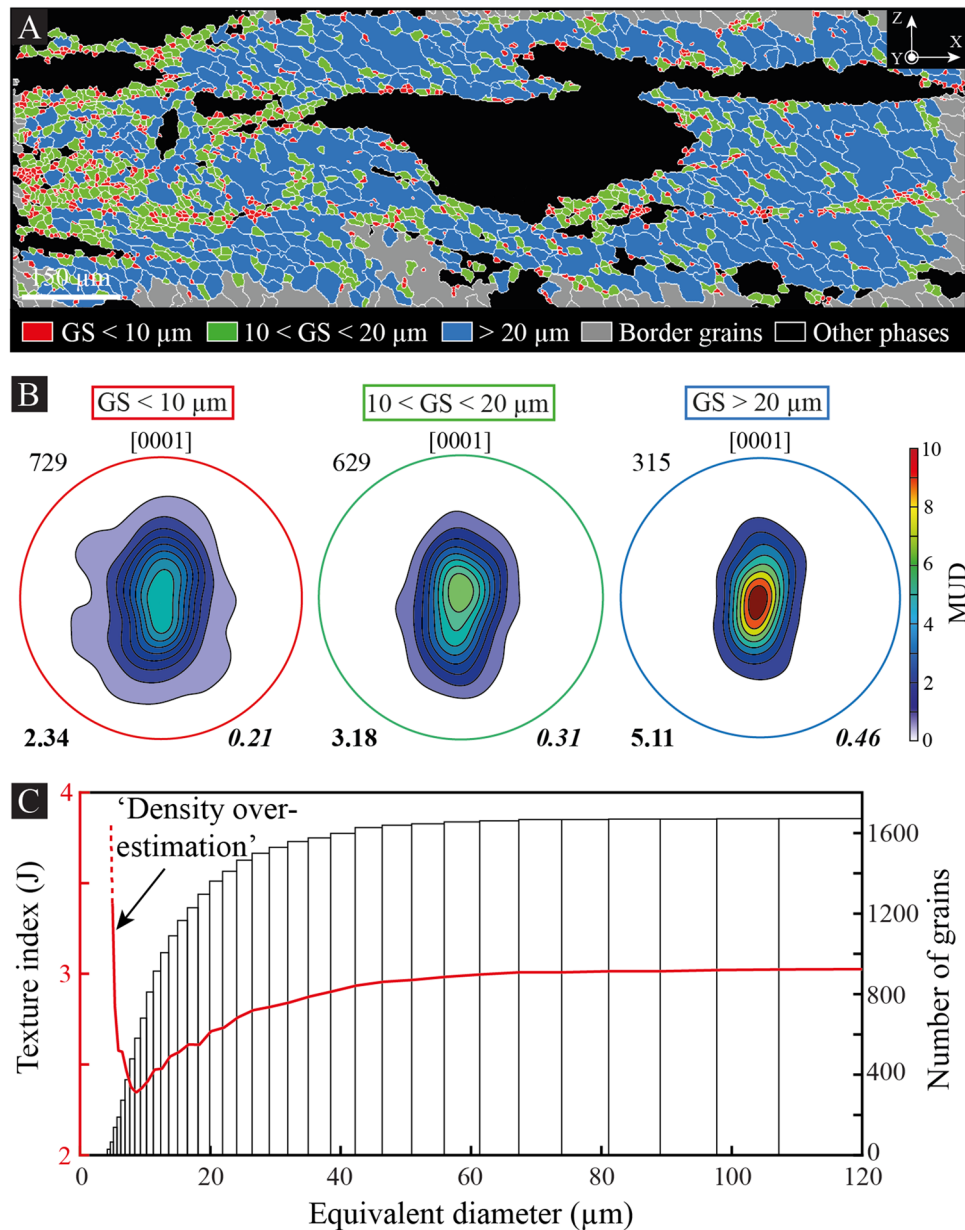 A
Z
X
Y
150 µm
GS < 10 µm 10 < GS < 20 µm > 20 µm Border grains Other phases
B
GS < 10 µm 10 < GS < 20 µm GS > 20 µm
[0001] [0001] [0001]
729 629 315
10
8
6
4
2
0
MUD
2.34 0.21 3.18 0.31 5.11 0.46
C
‘Density over-
estimation’
4
3
2
Texture index (J)
1600
1200
800
400
0
Number of grains
0 20 40 60 80 100 120
Equivalent diameter (µm)